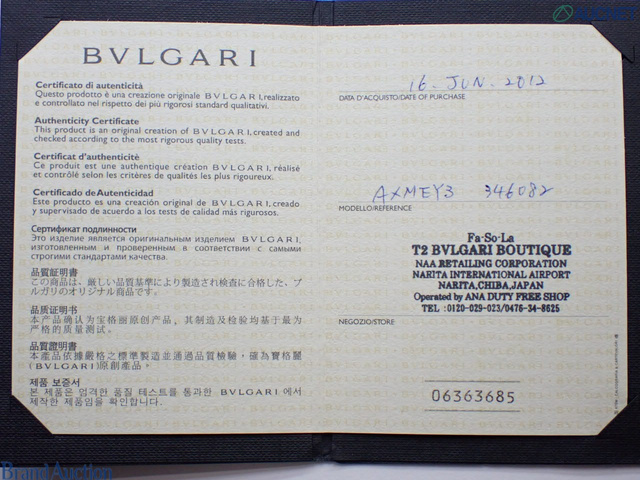 BVLGARI
Certificato di autenticità
Questo prodotto è una creazione originale BVLGARI, realizzato
e controllato nel rispetto dei più rigorosi standard qualitativi.
Authenticity Certificate
This product is an original creation of BVLGARI, created and
checked according to the most rigorous quality tests.
Certificat d'authenticité
Ce produit est une authentique création BVLGARI, réalisé
et contrôlé selon les critères de qualités les plus rigoureux.
Certificado de Autenticidad
Este producto es una creación original de BVLGARI, creado
y supervisado de acuerdo a los tests de calidad más rigurosos.
Сертификат подлинности
Это изделие является оригинальным изделием BVLGARI,
изготовленным и проверенным в соответствии с самыми
строгими стандартами качества.
品質証明書
この商品は、厳しい品質基準により製造され検査に合格した、ブ
ルガリのオリジナル商品です。
品质证明书
本产品确认为宝格丽原创产品，其制造及检验均基于最为
严格的质量测试。
品質證明書
本產品依據嚴格之標準製造並通過品質檢驗，確為寶格麗
(BVLGARI)原創產品。
제품 보증서
본 제품은 엄격한 품질 테스트를 통과한 BVLGARI 에서
제작한 제품임을 확인합니다.
16. JUN. 2012
DATA D'ACQUISTO/DATE OF PURCHASE
AXMEY3 346082
MODELLO/REFERENCE
Fa-So-La
T2 BVLGARI BOUTIQUE
NAA RETAILING CORPORATION
NARITA INTERNATIONAL AIRPORT
NARITA,CHIBA,JAPAN
Operated by ANA DUTY FREE SHOP
TEL :0120-029-023/0476-34-8625
NEGOZIO/STORE
06363685
Brand Auction